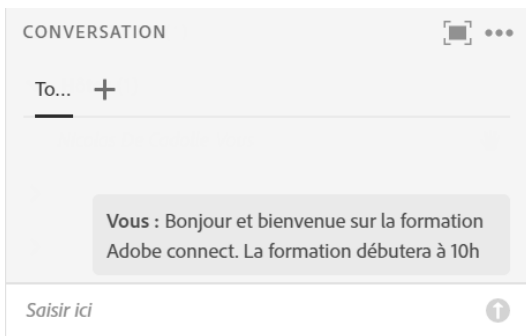 CONVERSATION
To...
Vous : Bonjour et bienvenue sur la formation
Adobe connect. La formation débutera à 10h
Saisir ici